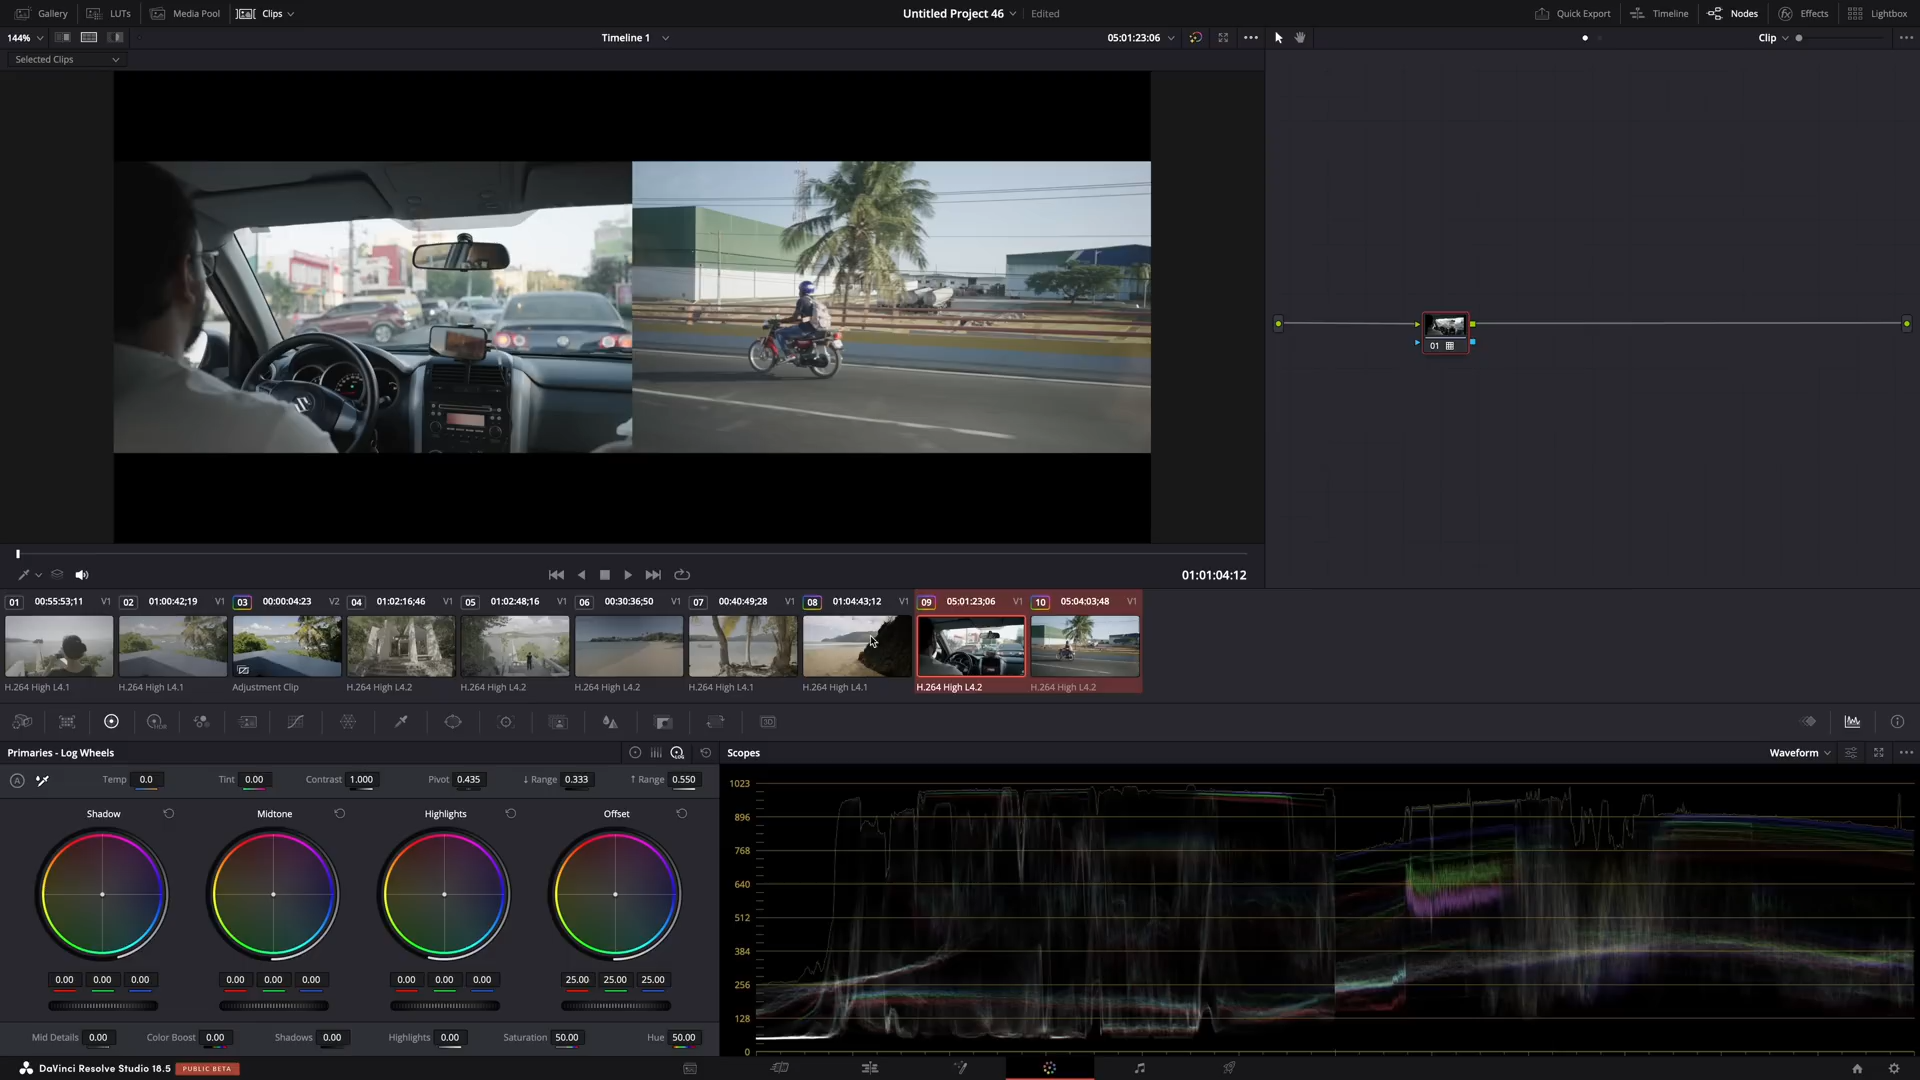 Gallery LUTs Media Pool Clips Untitled Project 46 Edited Quick Export Timeline Nodes Effects Lightbox
144% Timeline 1 05:01:23:06 Clip
Selected Clips
01
01:01:04:12
01 00:55:53;11 V1 02 01:00:42;19 V1 03 00:00:04:23 V2 04 01:02:16;46 V1 05 01:02:48;16 V1 06 00:30:36;50 V1 07 00:40:49;28 V1 08 01:04:43;12 V1 09 05:01:23;06 V1 10 05:04:03;48 V1
H.264 High L4.1 H.264 High L4.1 Adjustment Clip H.264 High L4.2 H.264 High L4.2 H.264 High L4.2 H.264 High L4.1 H.264 High L4.1 H.264 High L4.2 H.264 High L4.2
Primaries - Log Wheels Scopes Waveform
Temp 0.0 Tint 0.00 Contrast 1.000 Pivot 0.435 ↓ Range 0.333 ↑ Range 0.550
Shadow Midtone Highlights Offset
0.00 0.00 0.00 0.00 0.00 0.00 0.00 0.00 0.00 25.00 25.00 25.00
Mid Details 0.00 Color Boost 0.00 Shadows 0.00 Highlights 0.00 Saturation 50.00 Hue 50.00
1023
896
768
640
512
384
256
128
0
DaVinci Resolve Studio 18.5 PUBLIC BETA